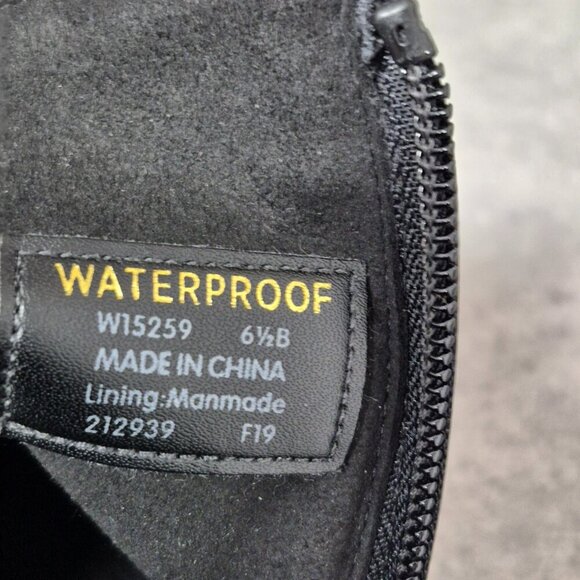 WATERPROOF
W15259 6½B
MADE IN CHINA
Lining:Manmade
212939 F19